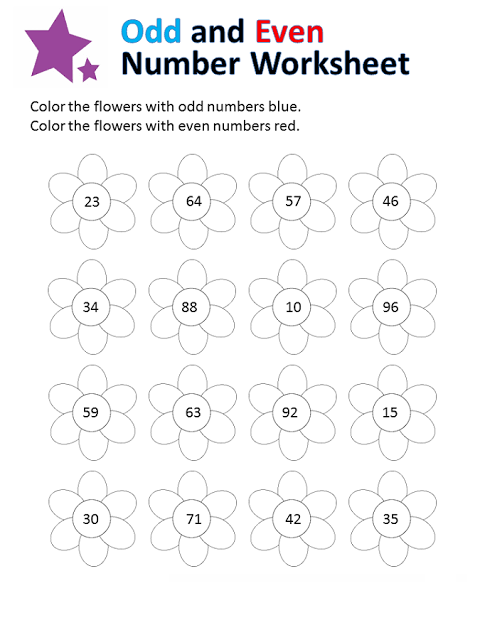 Odd and Even
Number Worksheet
Color the flowers with odd numbers blue.
Color the flowers with even numbers red.
23 64 57 46
34 88 10 96
59 63 92 15
30 71 42 35